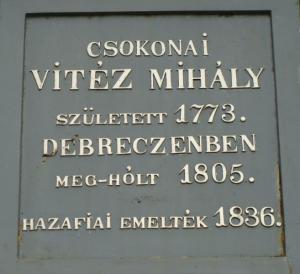 CSOKONAI
VITÉZ MIHÁLY
SZÜLETETT 1773.
DEBRECZENBEN
MEG-HÓLT 1805.
HAZAFIAI EMELTÉK 1836.